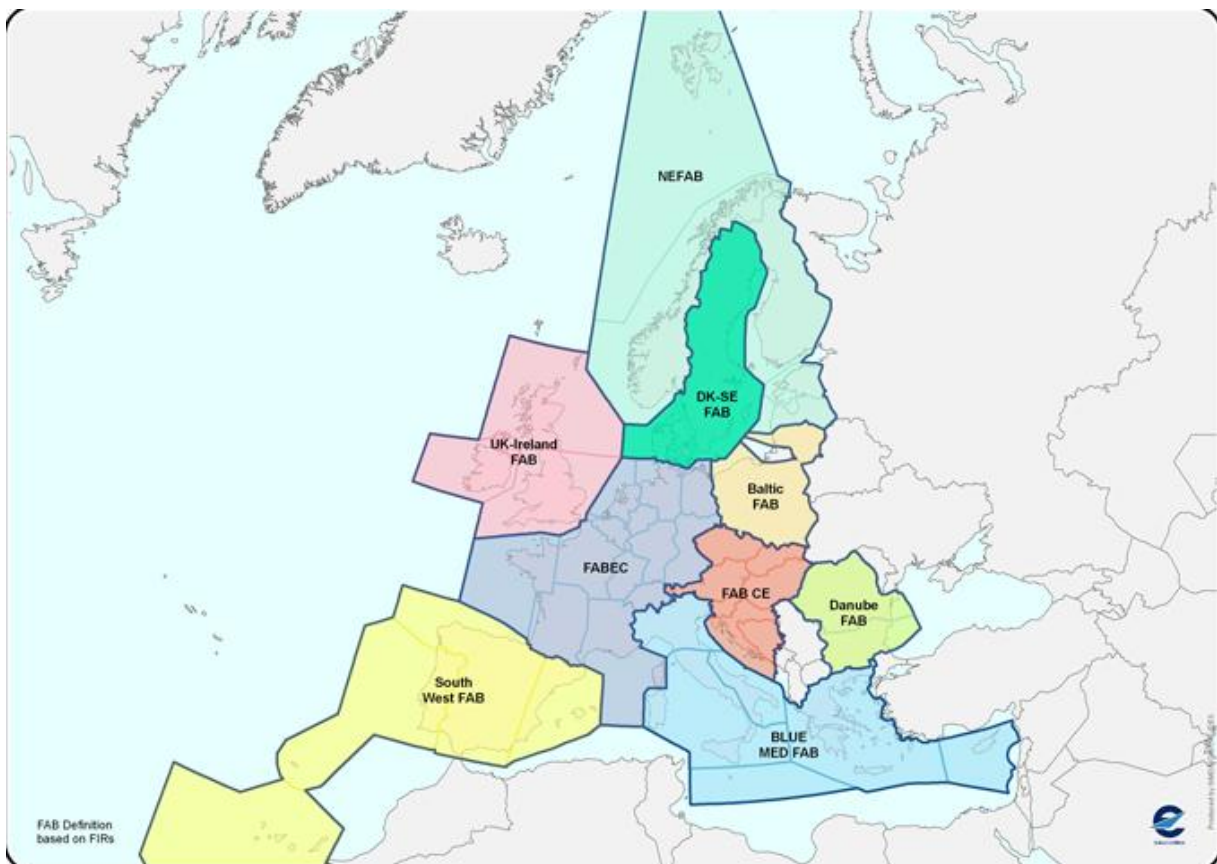 NEFAB
DK-SE
FAB
UK-Ireland
FAB
Baltic
FAB
FABEC
FAB CE
Danube
FAB
South
West FAB
BLUE
MED FAB
FAB Definition
based on FIRs